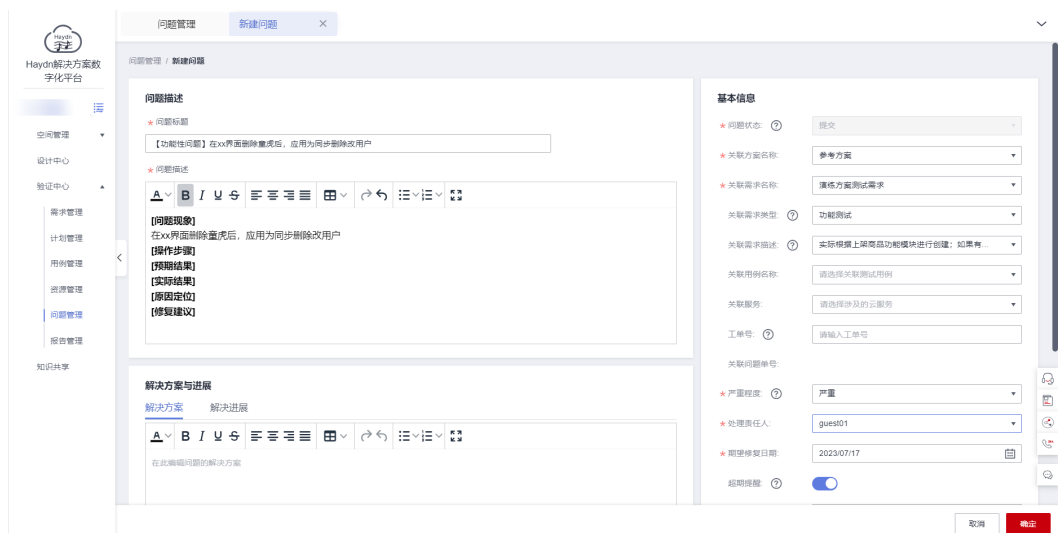 问题管理
新建问题
Haydn
Haydn解决方案数
字化平台
空间管理
设计中心
验证中心
需求管理
计划管理
用例管理
资源管理
问题管理
报告管理
知识共享
问题管理 / 新建问题
问题描述
* 问题标题
【功能性问题】在xx界面删除童虎后，应用为同步删除改用户
* 问题描述
A B I U S
[问题现象]
在xx界面删除童虎后，应用为同步删除改用户
[操作步骤]
[预期结果]
[实际结果]
[原因定位]
[修复建议]
解决方案与进展
解决方案 解决进展
A B I U S
在此编辑问题的解决方案
基本信息
* 问题状态: ? 提交
* 关联方案名称: 参考方案
* 关联需求名称: 演练方案测试需求
关联需求类型: ? 功能测试
关联需求描述: ? 实际根据上架商品功能模块进行创建；如果有...
关联用例名称: 请选择关联测试用例
关联服务: 请选择涉及的云服务
工单号: ? 请输入工单号
关联问题单号:
* 严重程度: ? 严重
* 处理责任人: guest01
* 期望修复日期: 2023/07/17
超期提醒: ?
取消 确定